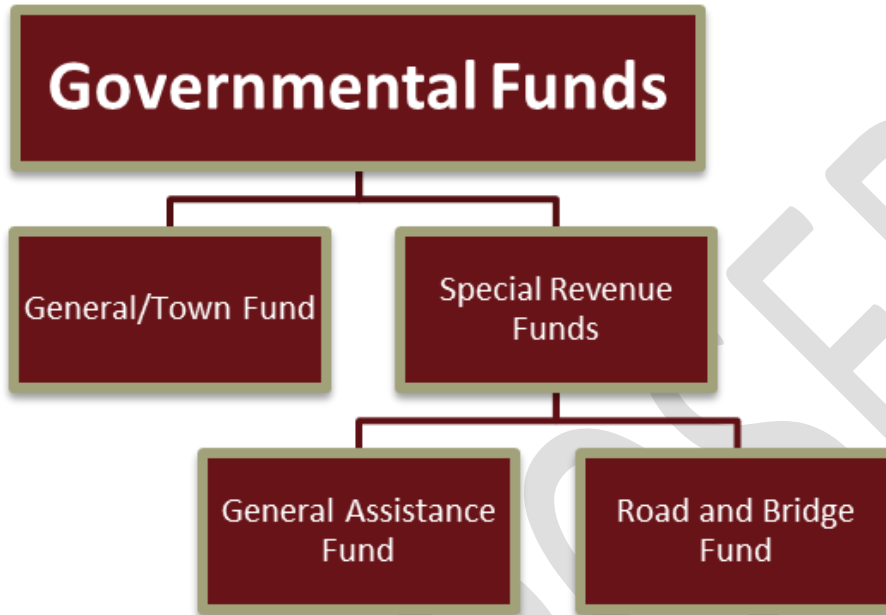 Governmental Funds
General/Town Fund
Special Revenue
Funds
General Assistance
Fund
Road and Bridge
Fund